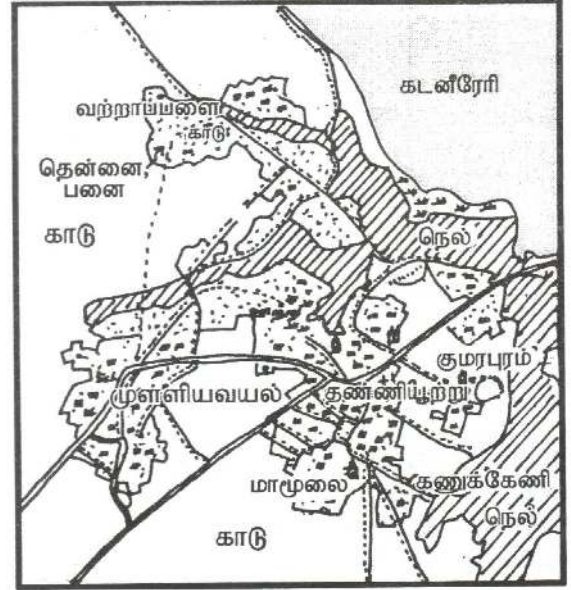 கடனீரேரி
வற்றாப்பளை
காடு
தென்னை
பனை
காடு
நெல்
குமரபுரம்
முள்ளியவயல்
தண்ணியூற்று
மாமூலை
கணுக்கேணி
நெல்
காடு